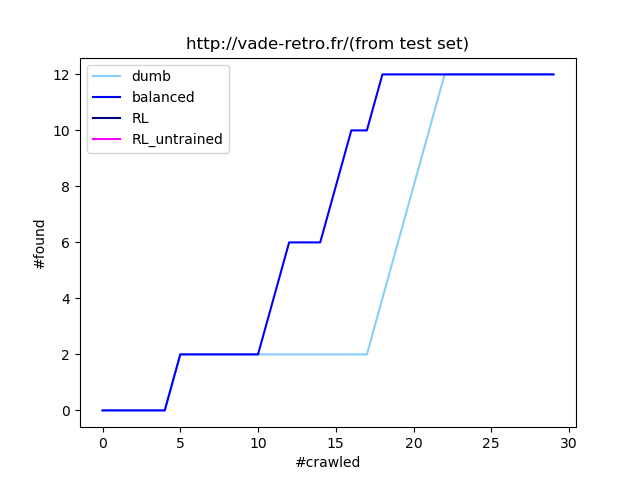 http://vade-retro.fr/(from test set)
dumb
balanced
RL
RL_untrained
#found
12
10
8
6
4
2
0
0 5 10 15 20 25 30
#crawled